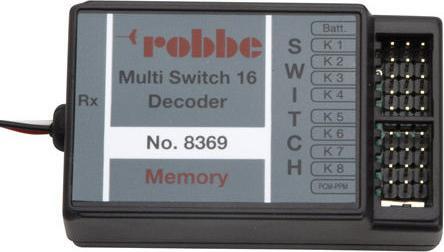 robbe
Multi Switch 16
Decoder
Rx
No. 8369
Memory
SWITCH
Batt.
K 1
K 2
K 3
K 4
K 5
K 6
K 7
K 8
PCM-PPM